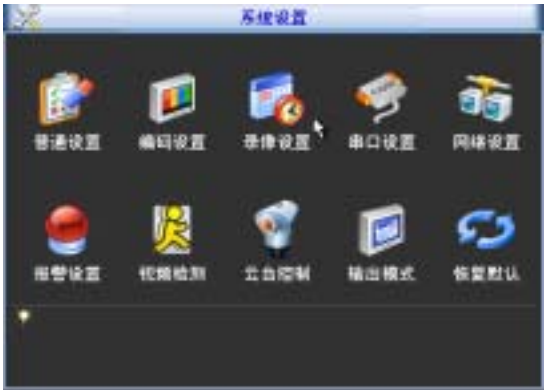 系统设置
普通设置
编码设置
录像设置
串口设置
网络设置
报警设置
视频检测
云台控制
输出模式
恢复默认